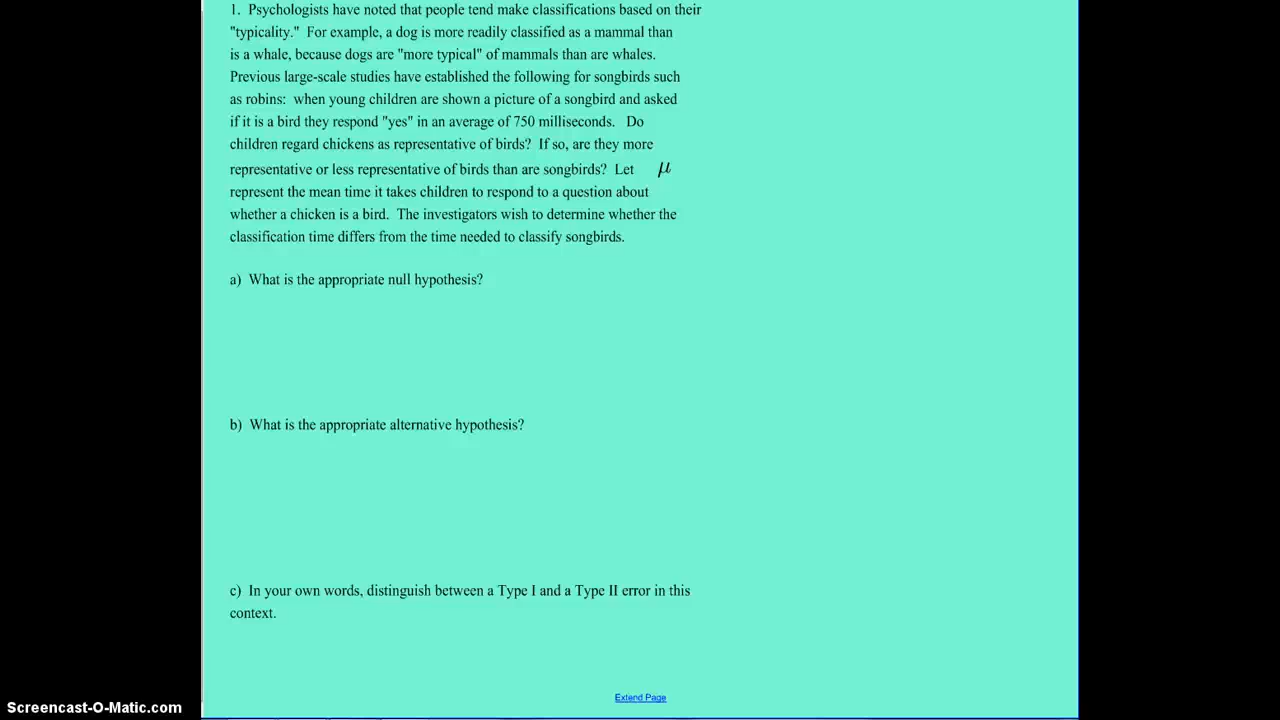 1. Psychologists have noted that people tend make classifications based on their
"typicality." For example, a dog is more readily classified as a mammal than
is a whale, because dogs are "more typical" of mammals than are whales.
Previous large-scale studies have established the following for songbirds such
as robins: when young children are shown a picture of a songbird and asked
if it is a bird they respond "yes" in an average of 750 milliseconds. Do
children regard chickens as representative of birds? If so, are they more
representative or less representative of birds than are songbirds? Let μ
represent the mean time it takes children to respond to a question about
whether a chicken is a bird. The investigators wish to determine whether the
classification time differs from the time needed to classify songbirds.
a) What is the appropriate null hypothesis?
b) What is the appropriate alternative hypothesis?
c) In your own words, distinguish between a Type I and a Type II error in this
context.
Extend Page
Screencast-O-Matic.com